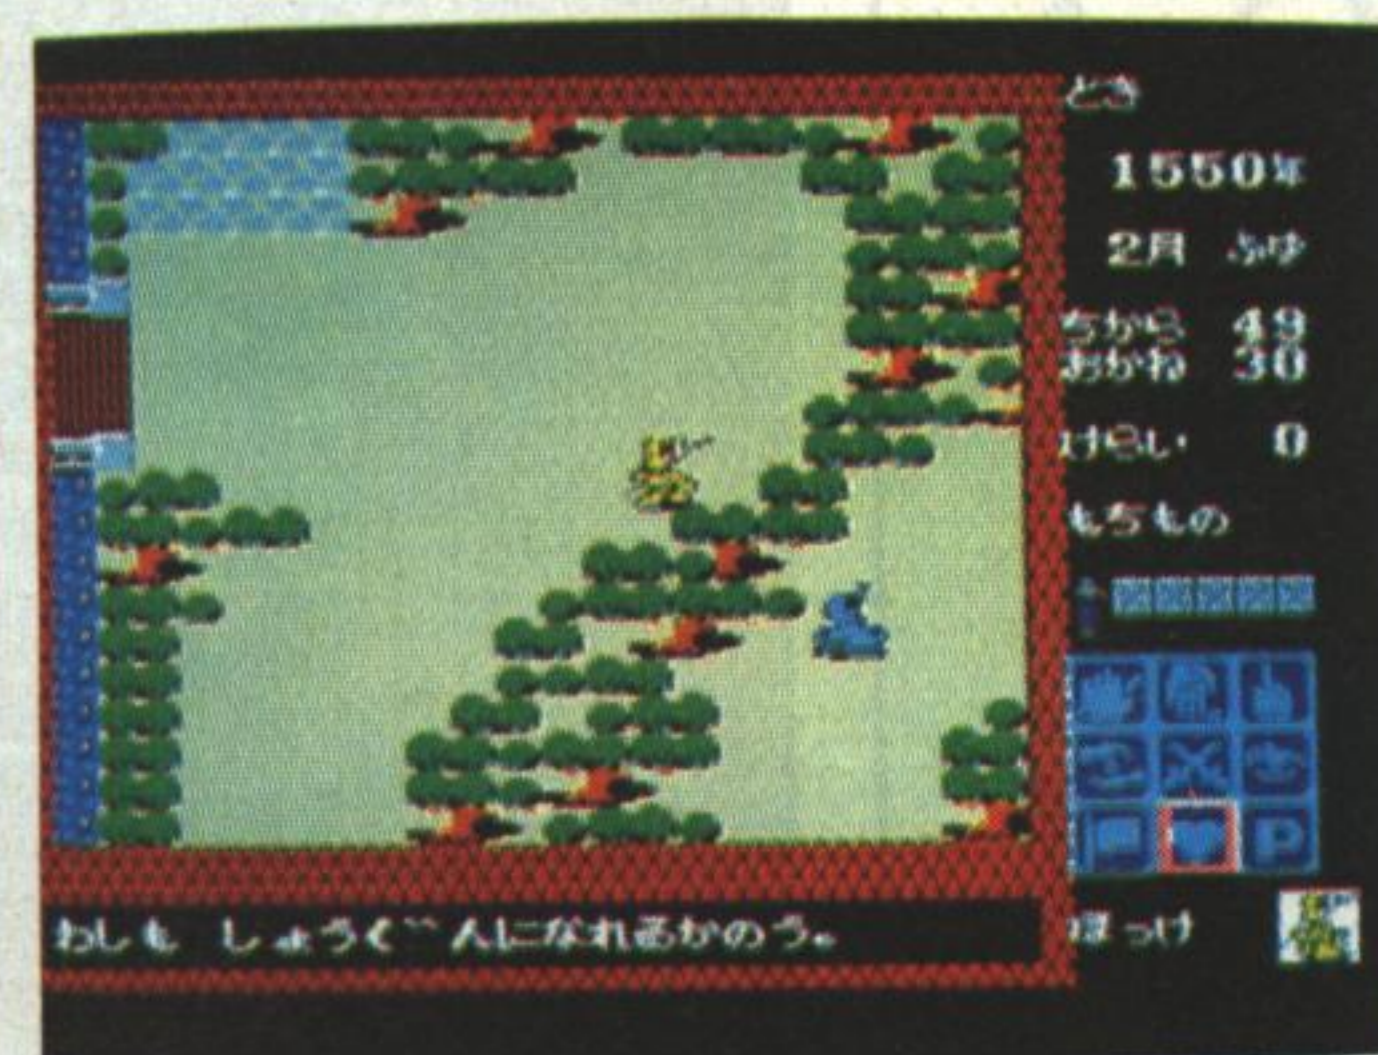 とき
1550年
2月 ふゆ
ちから 49
おかね 30
けらい 0
もちもの
P
わしも しょうぐんになれるかのう。
ほっけ